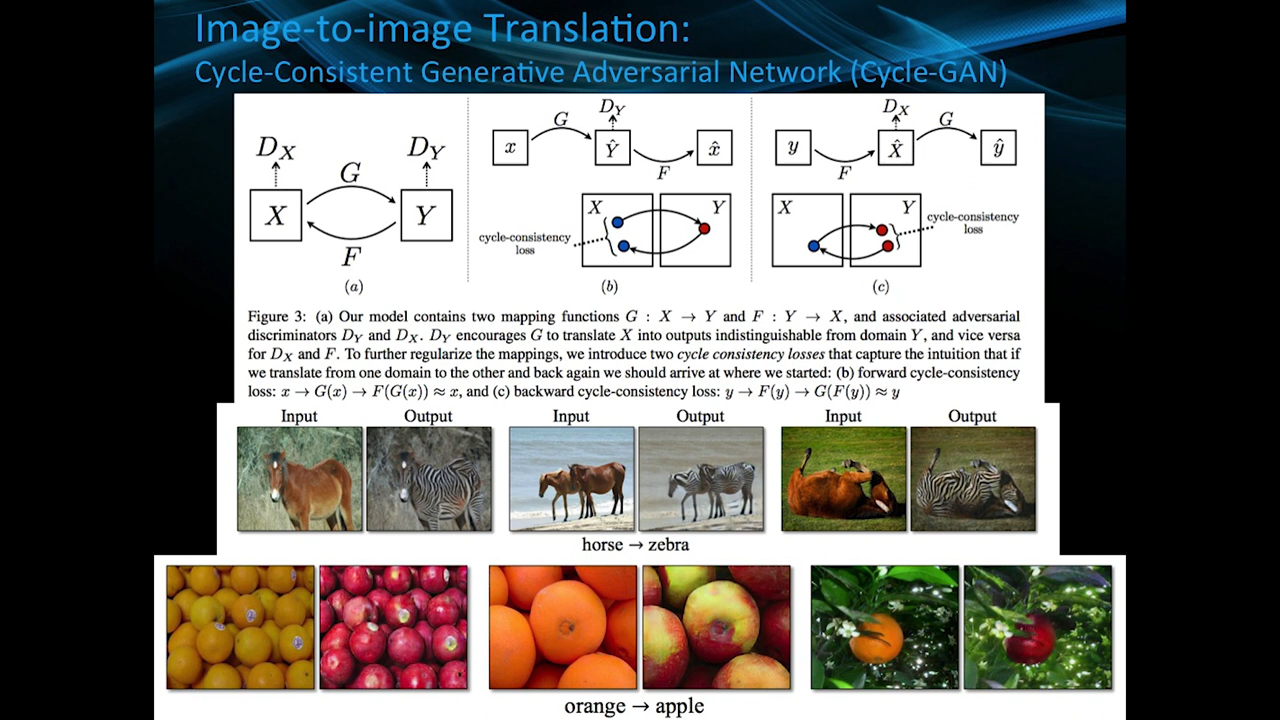 Image-to-image Translation:
Cycle-Consistent Generative Adversarial Network (Cycle-GAN)
D_X
D_Y
G
X
Y
F
(a)
D_Y
G
x
Ŷ
x̂
F
X
Y
cycle-consistency
loss
(b)
D_X
G
y
X̂
ŷ
F
X
Y
cycle-consistency
loss
(c)
Figure 3: (a) Our model contains two mapping functions G : X → Y and F : Y → X, and associated adversarial
discriminators D_Y and D_X. D_Y encourages G to translate X into outputs indistinguishable from domain Y, and vice versa
for D_X and F. To further regularize the mappings, we introduce two cycle consistency losses that capture the intuition that if
we translate from one domain to the other and back again we should arrive at where we started: (b) forward cycle-consistency
loss: x → G(x) → F(G(x)) ≈ x, and (c) backward cycle-consistency loss: y → F(y) → G(F(y)) ≈ y
Input Output Input Output Input Output
horse → zebra
orange → apple